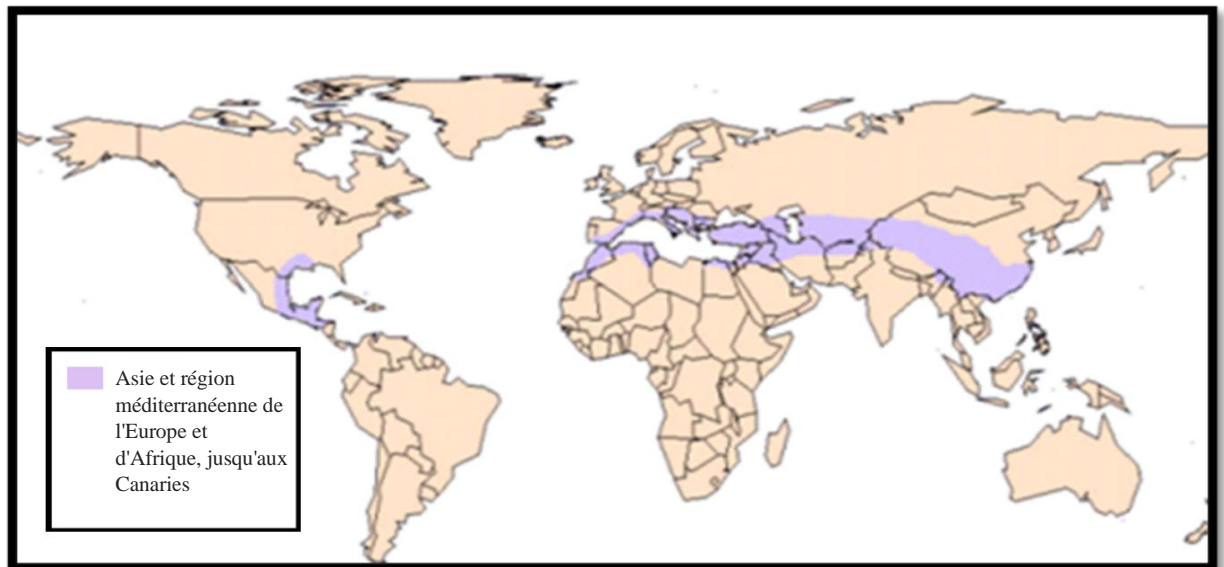 Asie et région
méditerranéenne de
l'Europe et
d'Afrique, jusqu'aux
Canaries